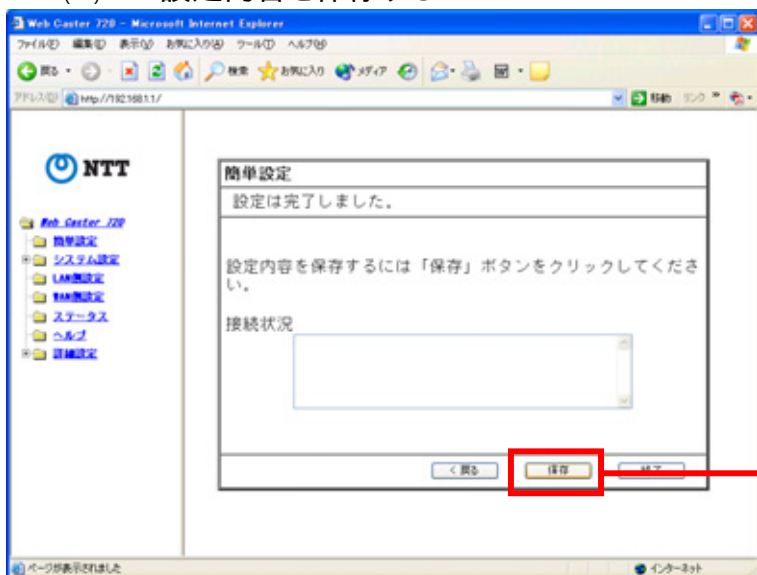 Web Caster 720 - Microsoft Internet Explorer
ファイル(F) 編集(E) 表示(V) お気に入り(A) ツール(T) ヘルプ(H)
戻る 検索 お気に入り メディア
アドレス(D) http://192.168.1.1/ 移動 リンク »
NTT
Web Caster 720
簡単設定
システム設定
LAN側設定
WAN側設定
ステータス
ヘルプ
詳細設定
簡単設定
設定は完了しました。
設定内容を保存するには「保存」ボタンをクリックしてくださ
い。
接続状況
< 戻る 保存 終了
ページが表示されました インターネット